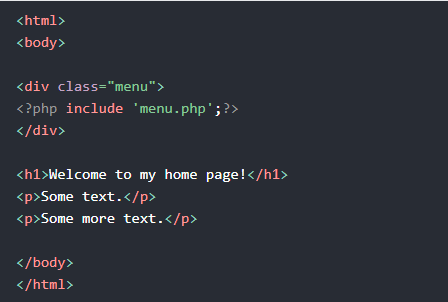 <html>
<body>
<div class="menu">
<?php include 'menu.php';?>
</div>
<h1>Welcome to my home page!</h1>
<p>Some text.</p>
<p>Some more text.</p>
</body>
</html>